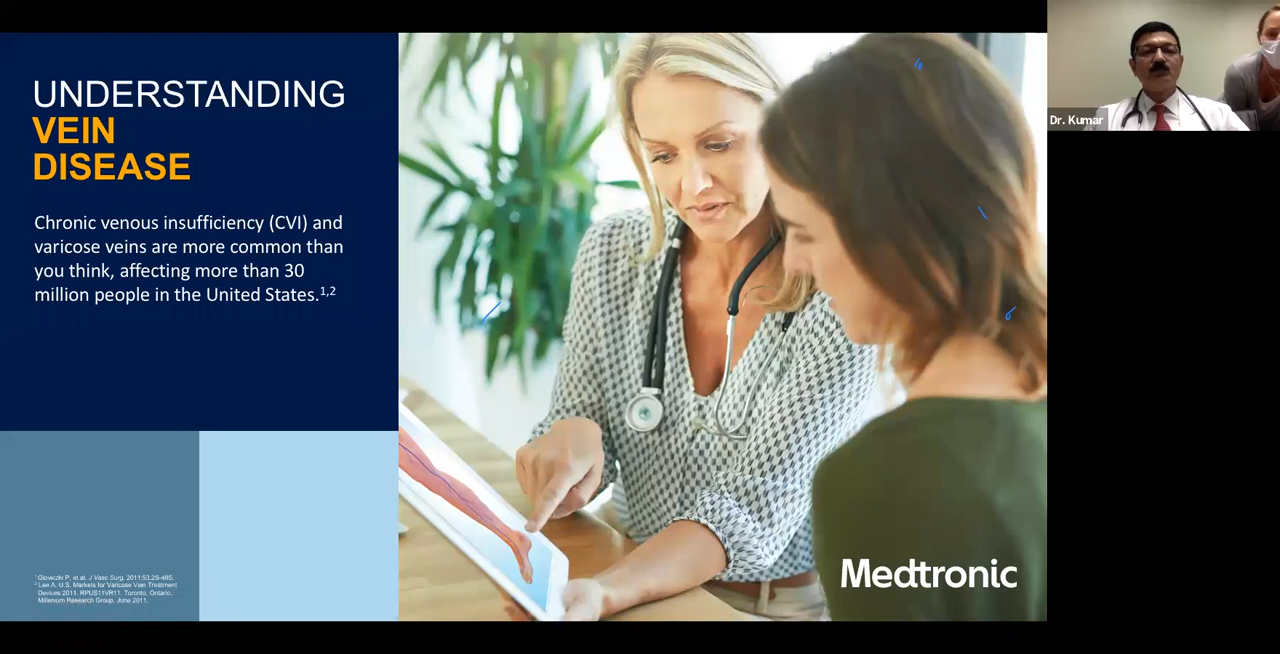 UNDERSTANDING
VEIN
DISEASE
Chronic venous insufficiency (CVI) and
varicose veins are more common than
you think, affecting more than 30
million people in the United States.1,2
1 Gloviczki P, et al. J Vasc Surg. 2011;53:2S-48S.
2 Lee A. U.S. Markets for Varicose Vein Treatment
Devices 2011. RPUS11VR11. Toronto, Ontario,
Millenium Research Group. June 2011.
Medtronic
Dr. Kumar